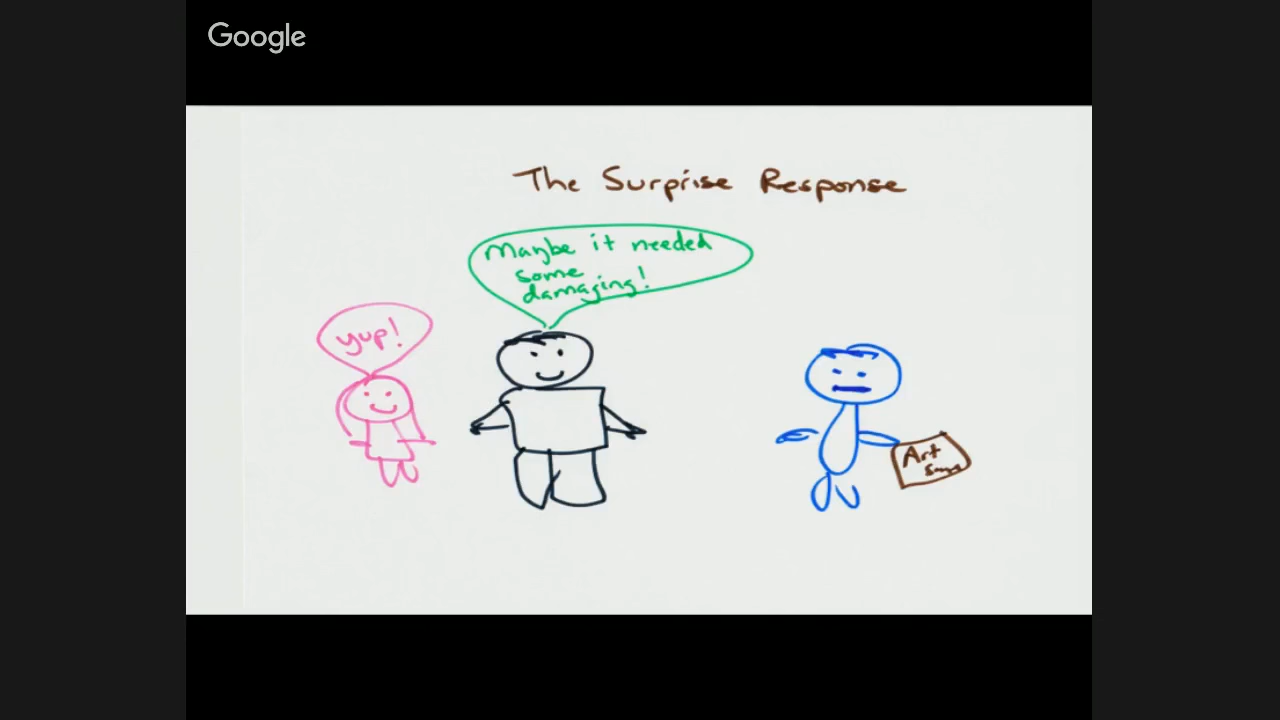 Google
The Surprise Response
Maybe it needed
some
damaging!
yup!
Art